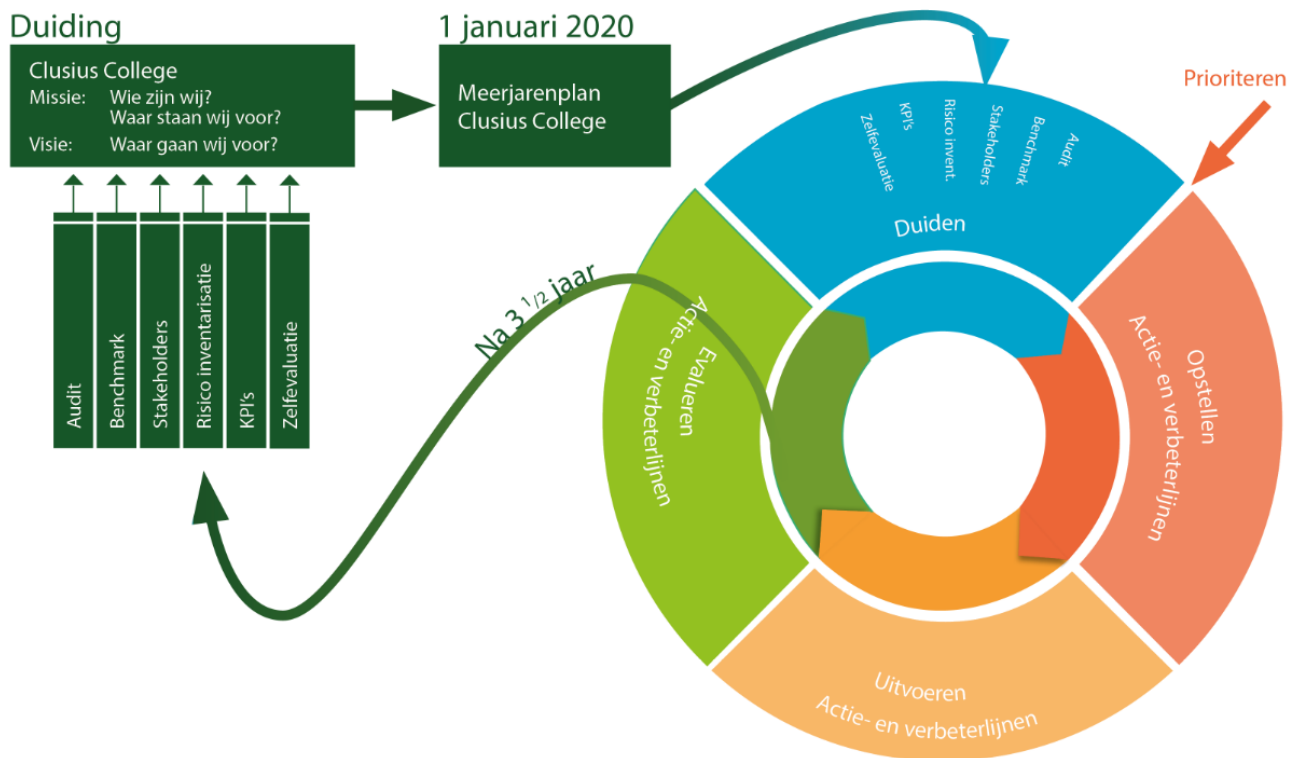 Duiding
Clusius College
Missie: Wie zijn wij?
Waar staan wij voor?
Visie: Waar gaan wij voor?
Audit
Benchmark
Stakeholders
Risico inventarisatie
KPI's
Zelfevaluatie
1 januari 2020
Meerjarenplan
Clusius College
Na 3 1/2 jaar
Zelfevaluatie
KPI's
Risico invent.
Stakeholders
Benchmark
Audit
Duiden
Prioriteren
Opstellen
Actie- en verbeterlijnen
Uitvoeren
Actie- en verbeterlijnen
Evalueren
Actie- en verbeterlijnen